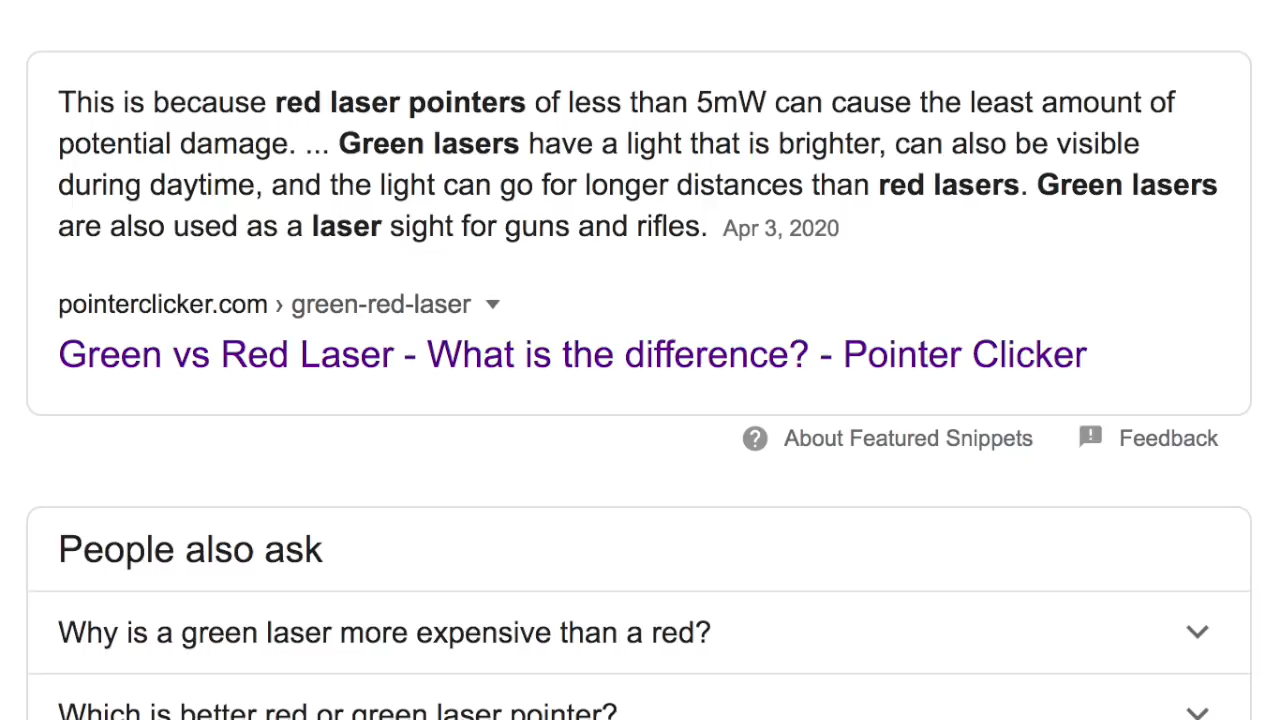 This is because red laser pointers of less than 5mW can cause the least amount of
potential damage. ... Green lasers have a light that is brighter, can also be visible
during daytime, and the light can go for longer distances than red lasers. Green lasers
are also used as a laser sight for guns and rifles. Apr 3, 2020
pointerclicker.com › green-red-laser
Green vs Red Laser - What is the difference? - Pointer Clicker
About Featured Snippets Feedback
People also ask
Why is a green laser more expensive than a red?
Which is better red or green laser pointer?